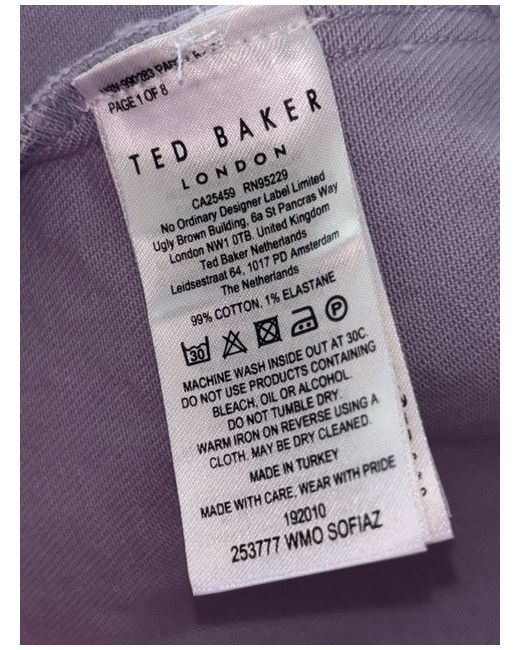 PAGE 1 OF 8
TED BAKER
LONDON
CA25459 RN95229
No Ordinary Designer Label Limited
Ugly Brown Building, 6a St Pancras Way
London NW1 0TB. United Kingdom
Ted Baker Netherlands
Leidsestraat 64, 1017 PD Amsterdam
The Netherlands
99% COTTON, 1% ELASTANE
30 P
MACHINE WASH INSIDE OUT AT 30C.
DO NOT USE PRODUCTS CONTAINING
BLEACH, OIL OR ALCOHOL.
DO NOT TUMBLE DRY.
WARM IRON ON REVERSE USING A
CLOTH. MAY BE DRY CLEANED.
MADE IN TURKEY
MADE WITH CARE, WEAR WITH PRIDE
192010
253777 WMO SOFIAZ